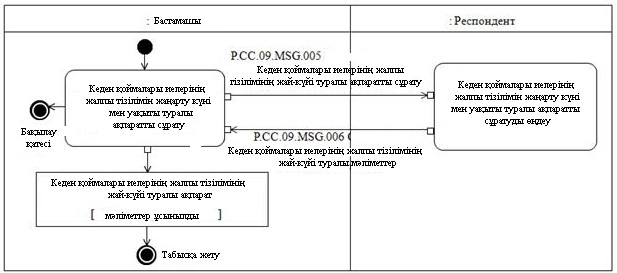 : Бастамашы
: Респондент
P.CC.09.MSG.005
Кеден қоймалары иелерінің жалпы
тізілімінің жай-күйі туралы ақпаратты сұрату
Кеден қоймалары иелерінің
жалпы тізілімін жаңарту күні
мен уақыты туралы
ақпаратты сұрату
Кеден қоймалары иелерінің
жалпы тізілімін жаңарту күні
мен уақыты туралы ақпаратты
сұратуды өңдеу
Бақылау
қатесі
P.CC.09.MSG.006
Кеден қоймалары иелерінің жалпы тізілімінің
жай-күйі туралы мәліметтер
Кеден қоймалары иелерінің жалпы тізілімінің
жай-күйі туралы ақпарат
[ мәліметтер ұсынылды ]
Табысқа жету